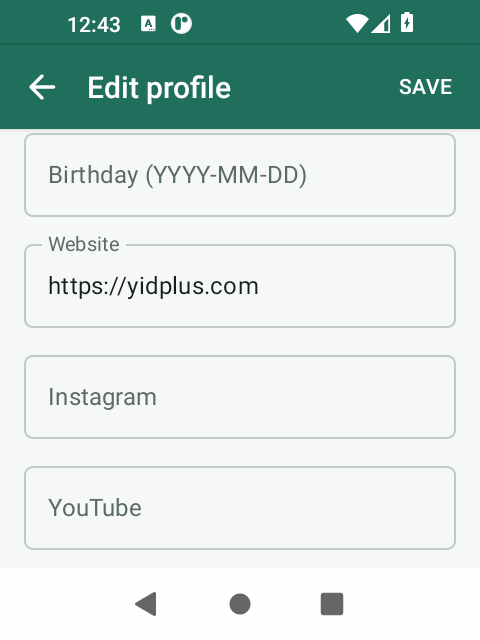 12:43
Edit profile
SAVE
Birthday (YYYY-MM-DD)
Website
https://yidplus.com
Instagram
YouTube